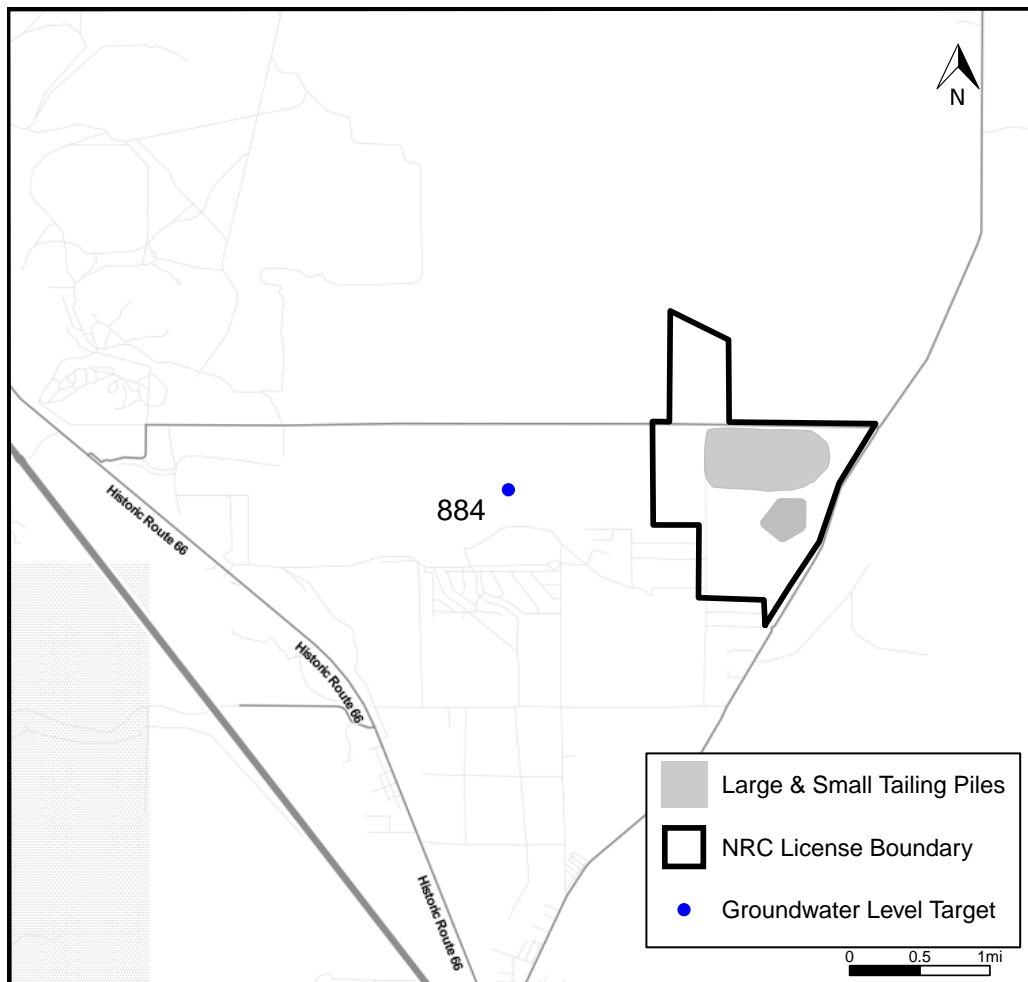 N
884
Historic Route 66
Historic Route 66
Historic Route 66
Large & Small Tailing Piles
NRC License Boundary
Groundwater Level Target
0 0.5 1mi